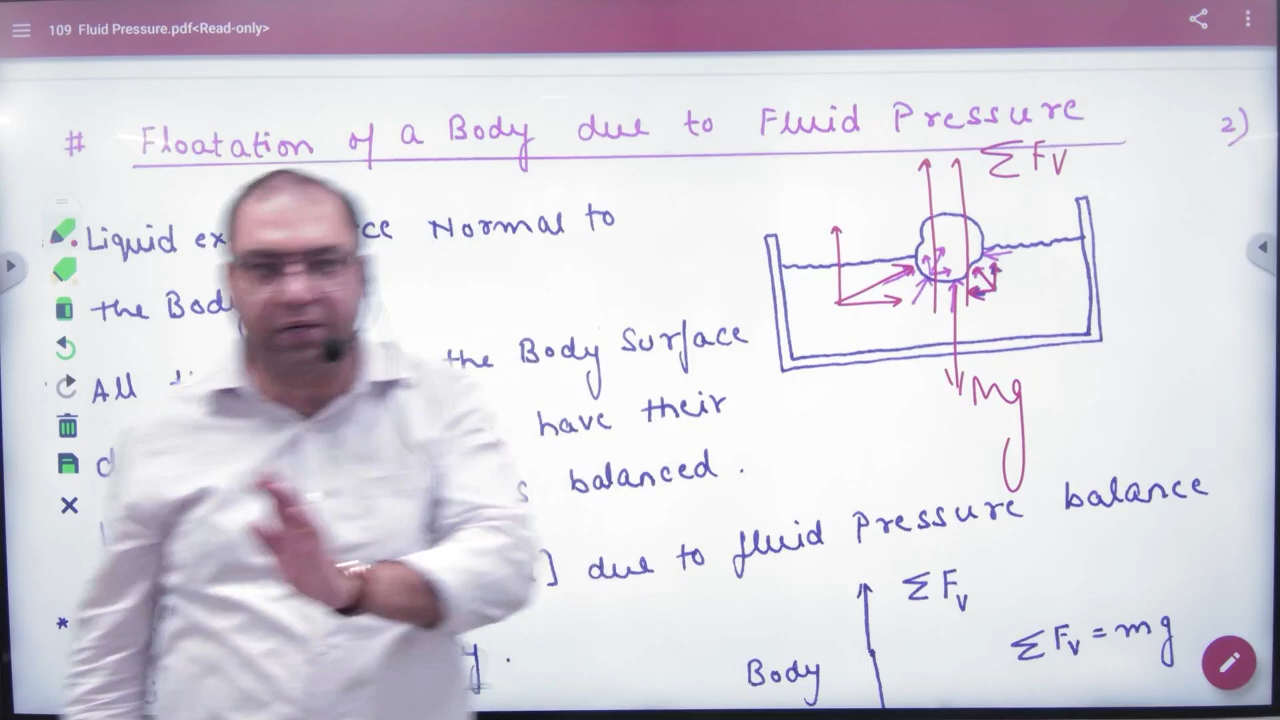 109 Fluid Pressure.pdf<Read-only>
# Floatation of a Body due to Fluid Pressure
2)
ΣFv
Liquid ex ce Normal to
the Body
the Body Surface
All
have their
Mg
balanced.
] due to fluid Pressure balance
ΣFv
*
ΣFv = mg
Body